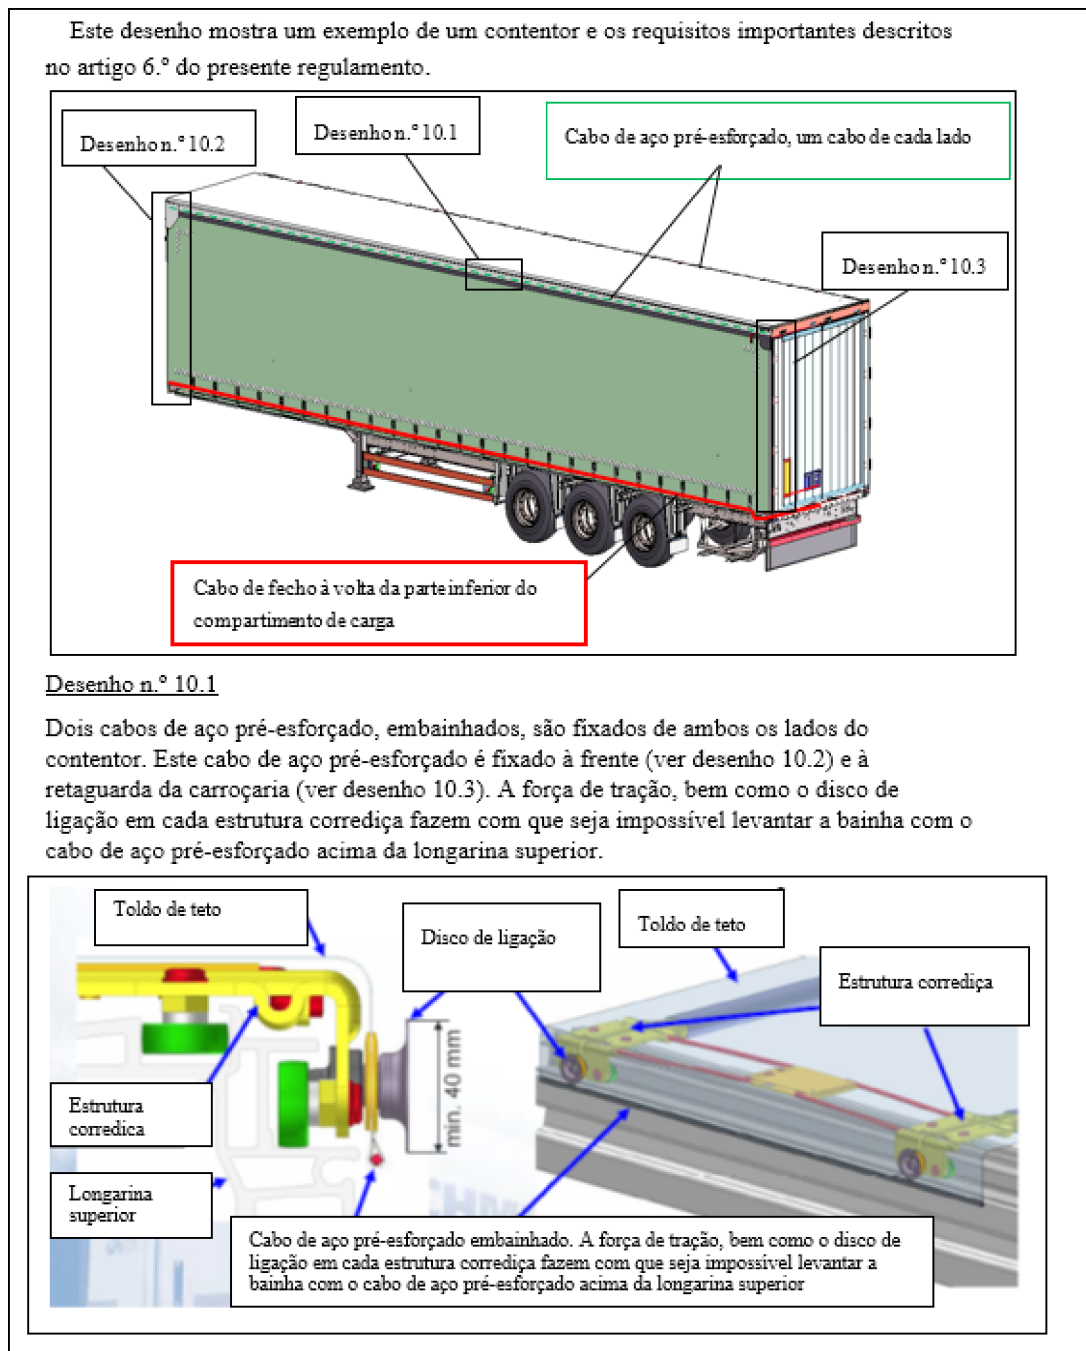 Este desenho mostra um exemplo de um contentor e os requisitos importantes descritos
no artigo 6.º do presente regulamento.
Desenho n.º 10.2
Desenho n.º 10.1
Cabo de aço pré-esforçado, um cabo de cada lado
Desenho n.º 10.3
Cabo de fecho à volta da parte inferior do
compartimento de carga
Desenho n.º 10.1
Dois cabos de aço pré-esforçado, embainhados, são fixados de ambos os lados do
contentor. Este cabo de aço pré-esforçado é fixado à frente (ver desenho 10.2) e à
retaguarda da carroçaria (ver desenho 10.3). A força de tração, bem como o disco de
ligação em cada estrutura corrediça fazem com que seja impossível levantar a bainha com o
cabo de aço pré-esforçado acima da longarina superior.
Toldo de teto
Disco de ligação
Toldo de teto
Estrutura corrediça
min. 40 mm
Estrutura
corredica
Longarina
superior
Cabo de aço pré-esforçado embainhado. A força de tração, bem como o disco de
ligação em cada estrutura corrediça fazem com que seja impossível levantar a
bainha com o cabo de aço pré-esforçado acima da longarina superior